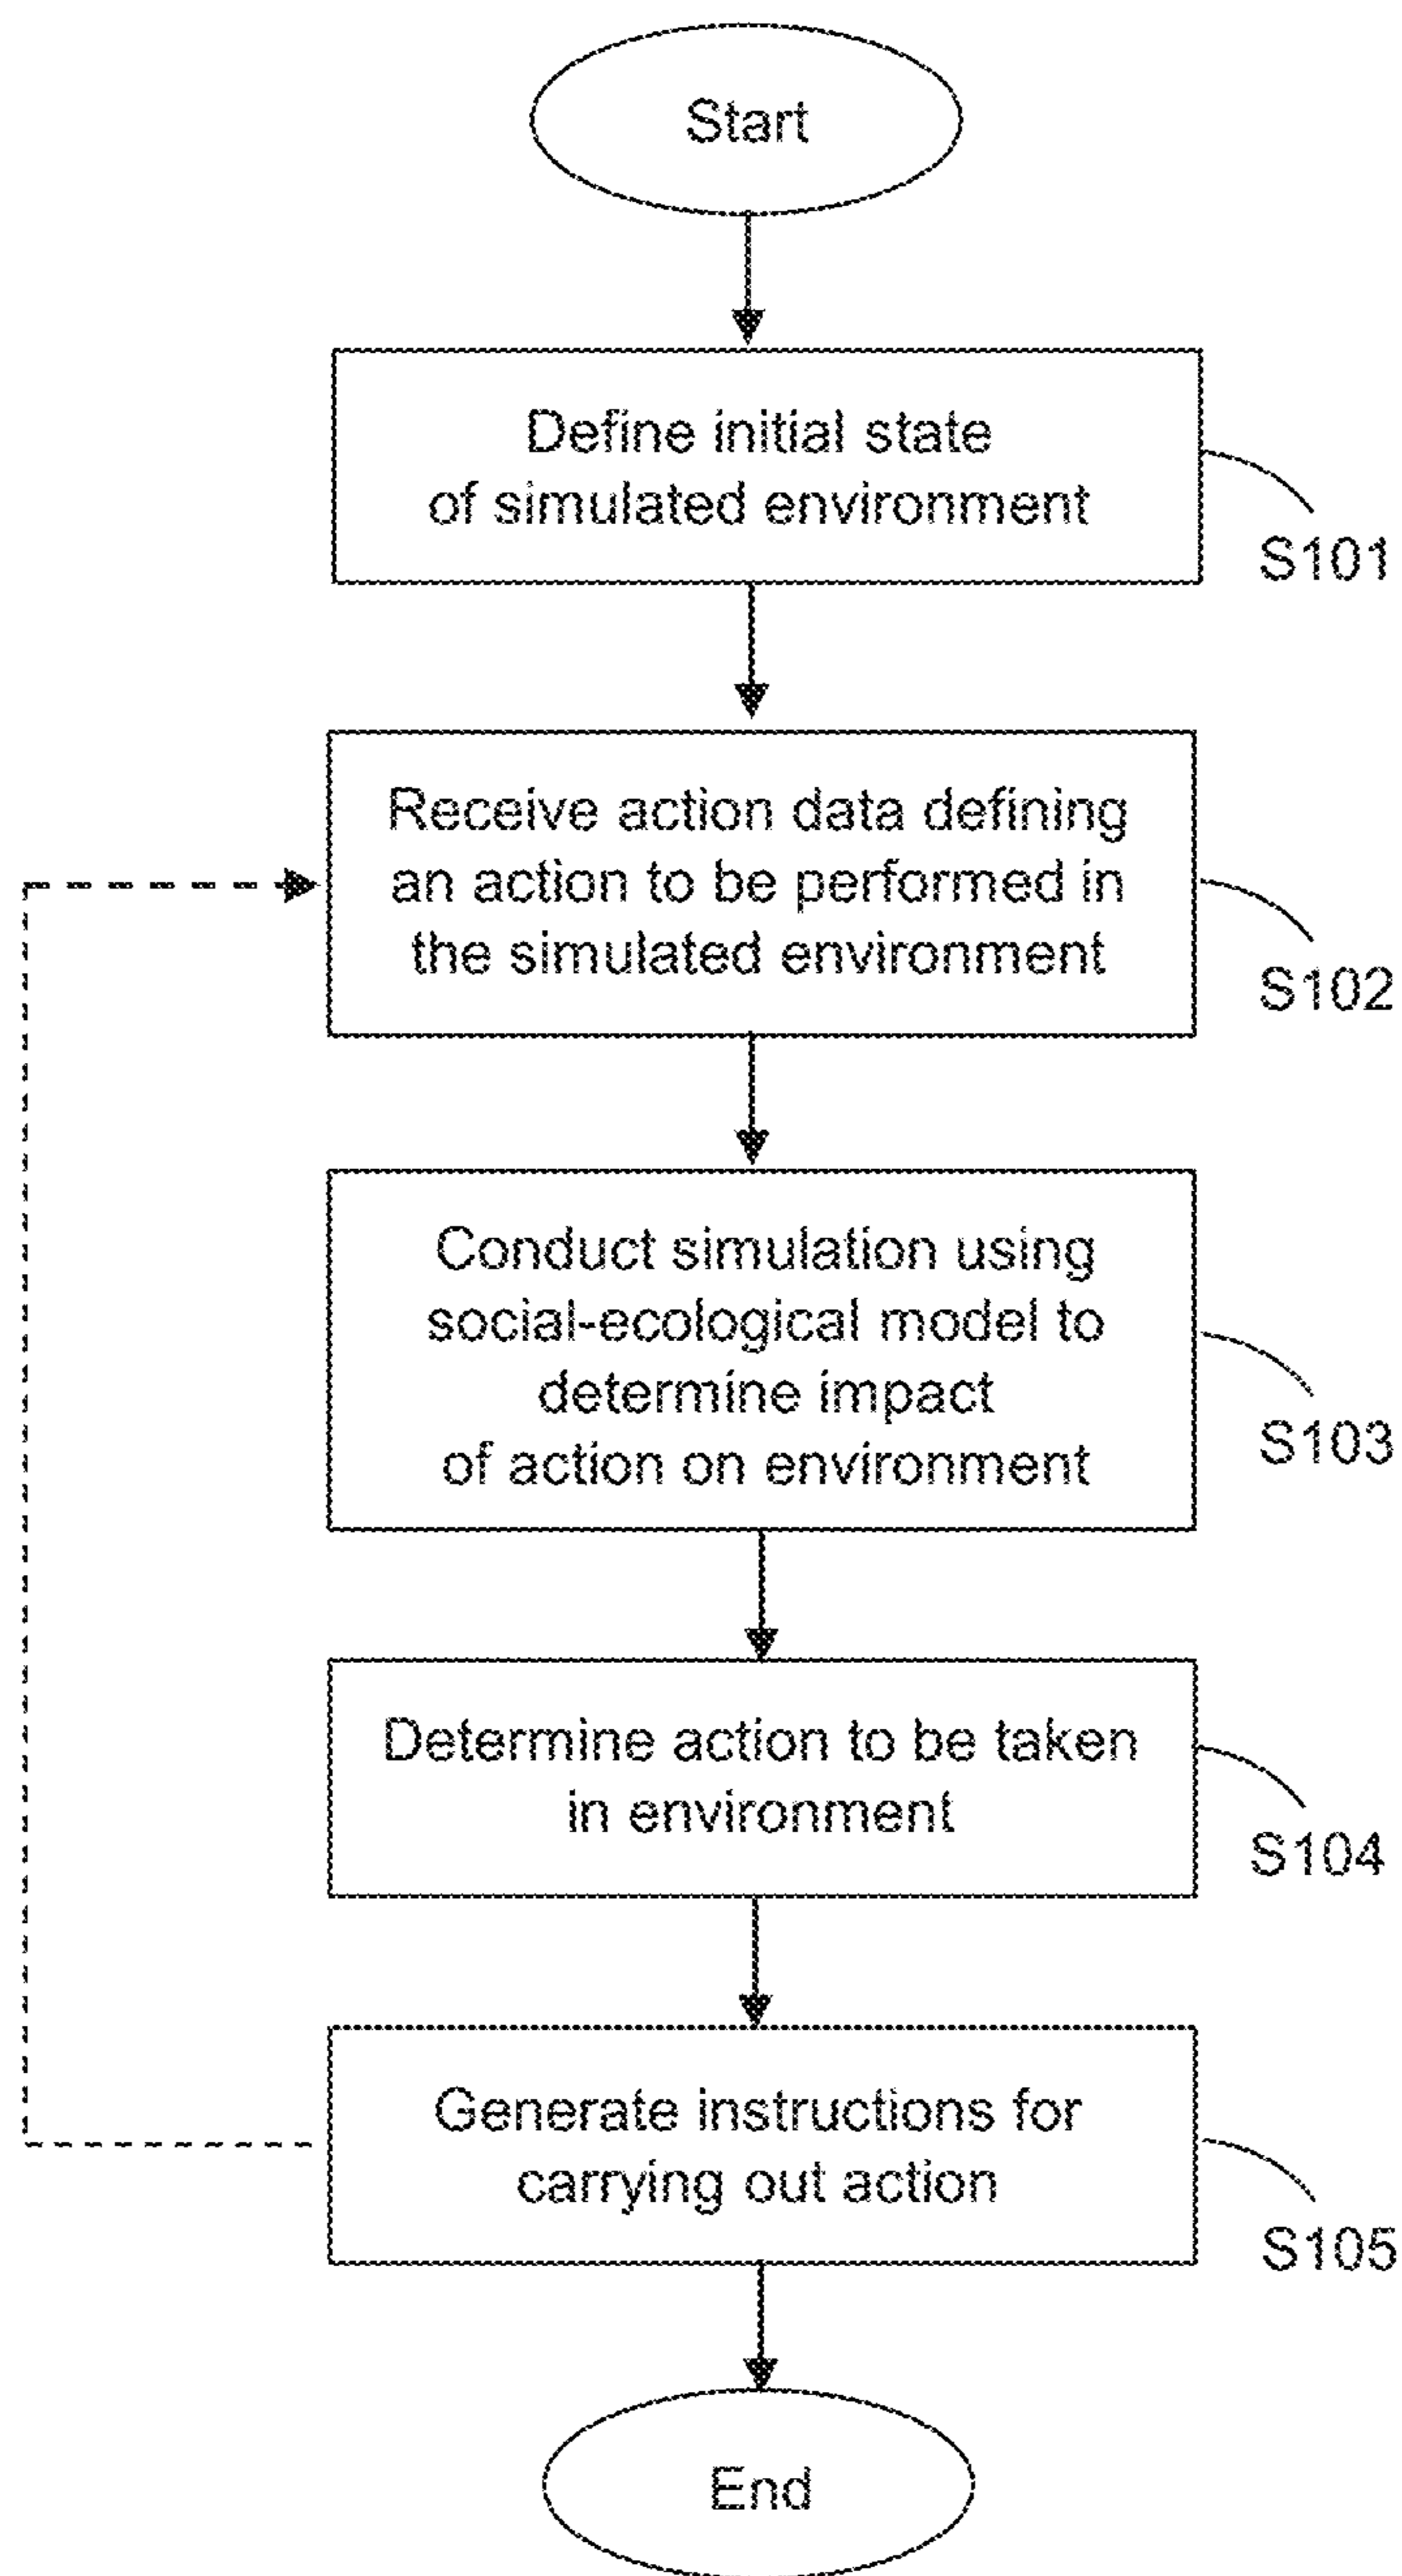 Start
Define initial state
of simulated environment
S101
Receive action data defining
an action to be performed in
the simulated environment
S102
Conduct simulation using
social-ecological model to
determine impact
of action on environment
S103
Determine action to be taken
in environment
S104
Generate instructions for
carrying out action
S105
End